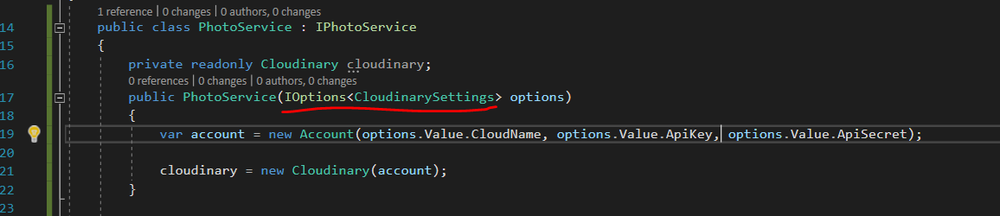 1 reference | 0 changes | 0 authors, 0 changes
14 public class PhotoService : IPhotoService
15 {
16 private readonly Cloudinary cloudinary;
0 references | 0 changes | 0 authors, 0 changes
17 public PhotoService(IOptions<CloudinarySettings> options)
18 {
19 var account = new Account(options.Value.CloudName, options.Value.ApiKey, options.Value.ApiSecret);
20
21 cloudinary = new Cloudinary(account);
22 }
23